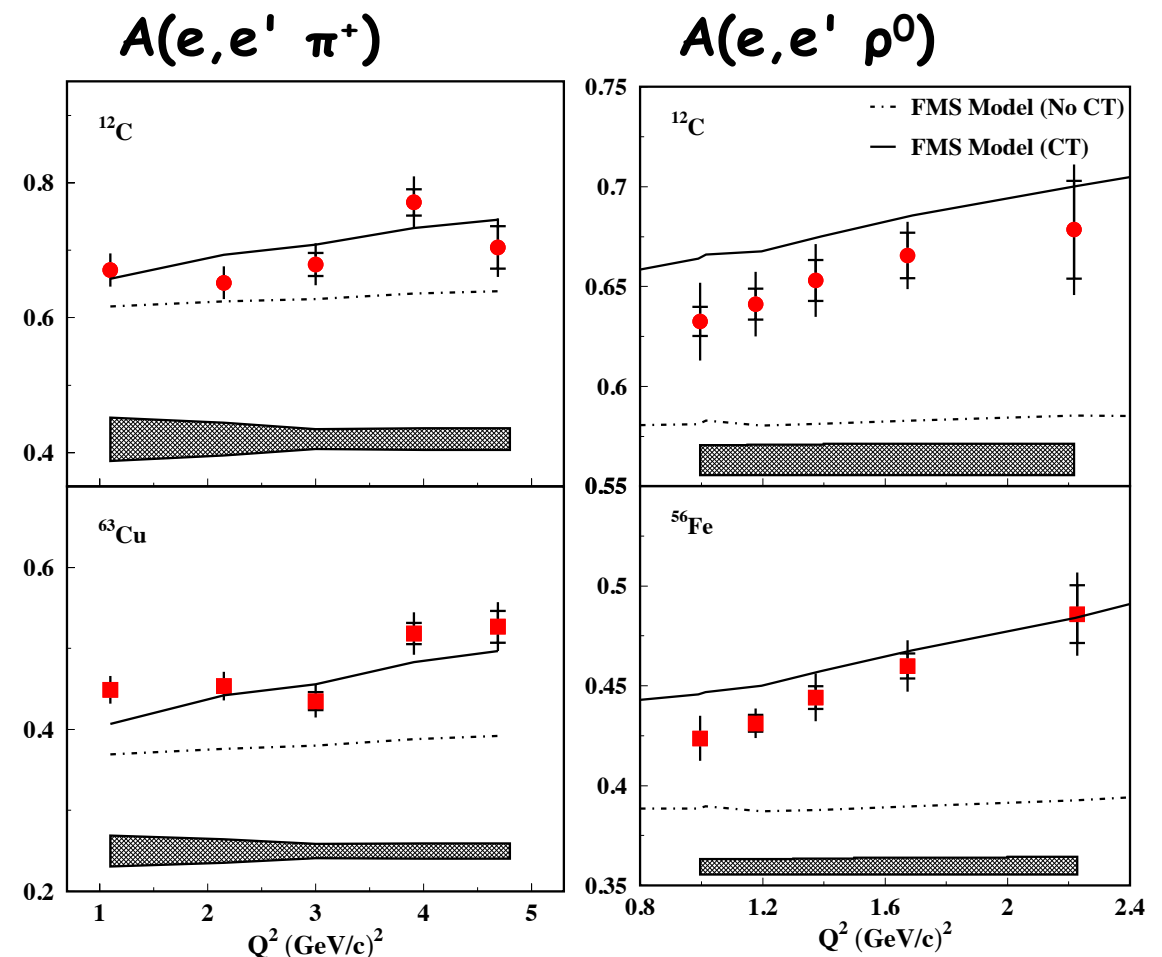 A(e,e' π⁺)
A(e,e' ρ⁰)
¹²C
0.8
0.6
0.4
⁶³Cu
0.6
0.4
0.2
1 2 3 4 5
Q² (GeV/c)²
0.75
FMS Model (No CT)
¹²C
FMS Model (CT)
0.7
0.65
0.6
0.55
⁵⁶Fe
0.5
0.45
0.4
0.35
0.8 1.2 1.6 2 2.4
Q² (GeV/c)²